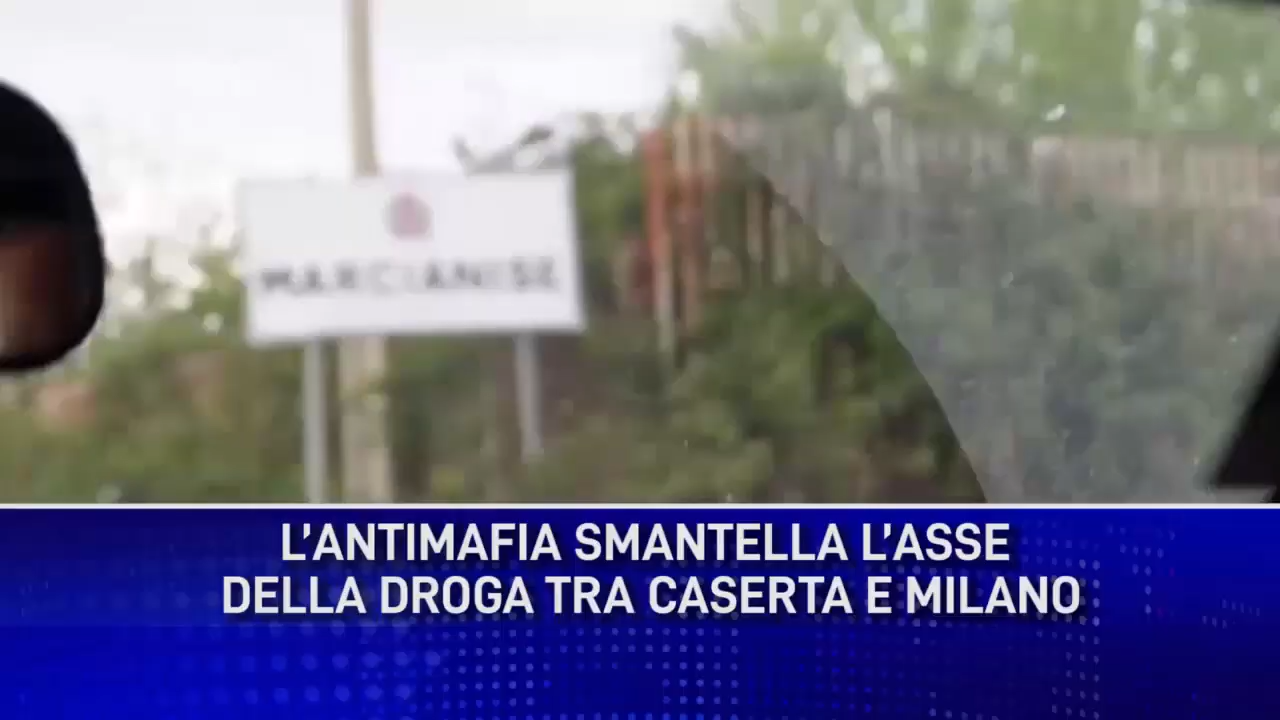 MARCIANISE
L'ANTIMAFIA SMANTELLA L'ASSE
DELLA DROGA TRA CASERTA E MILANO